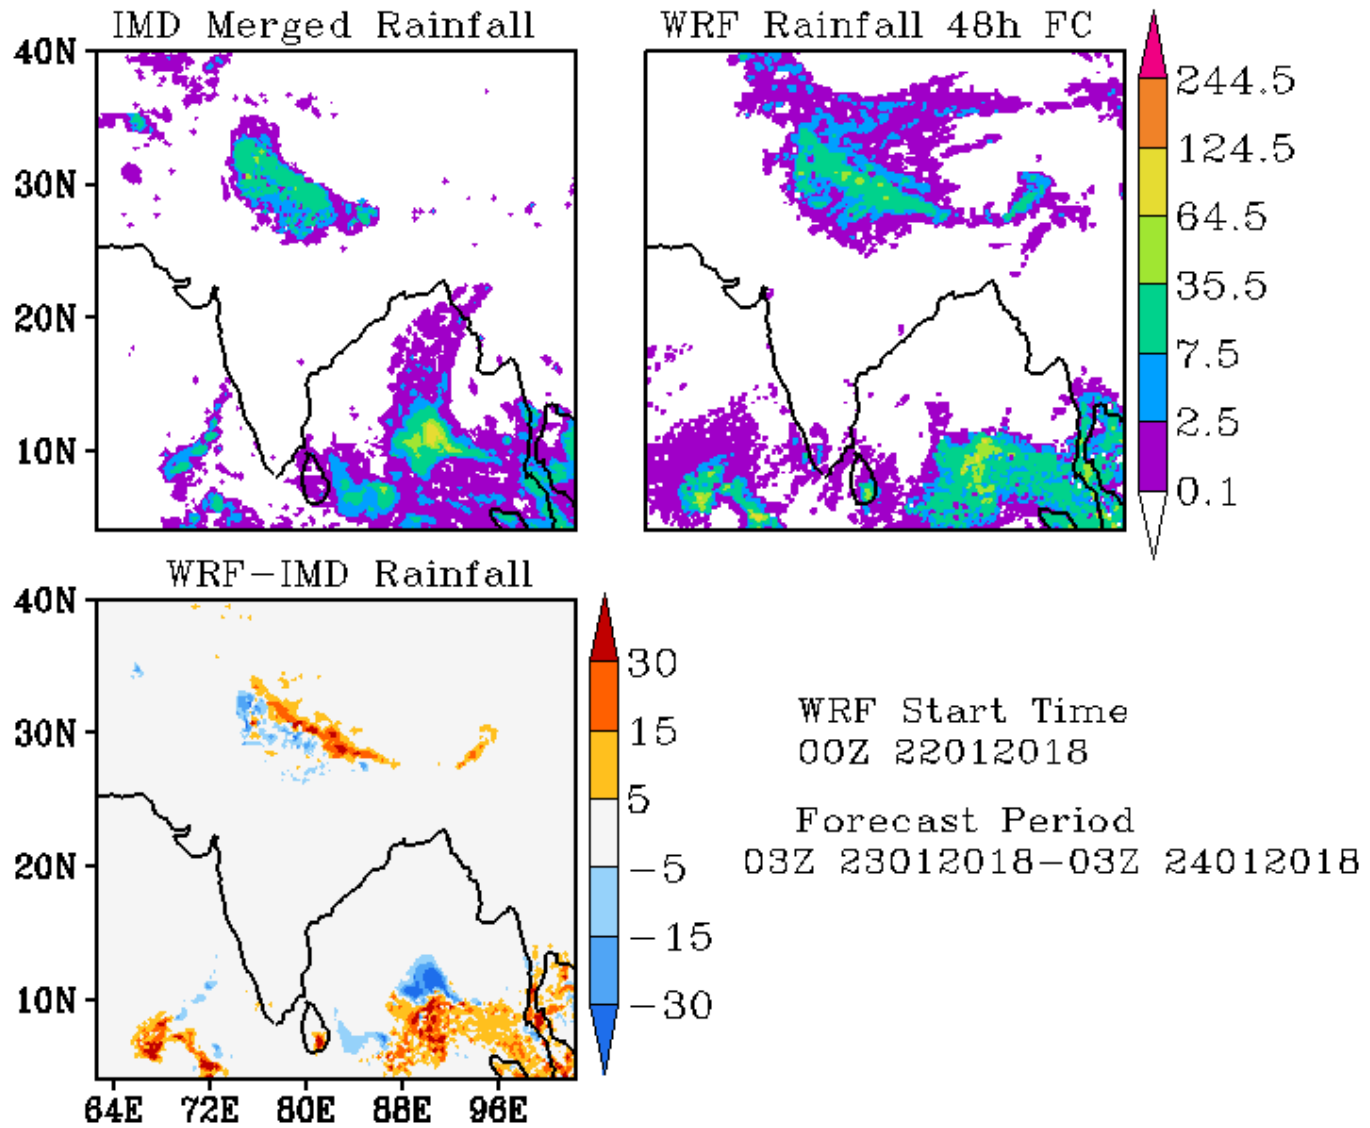 IMD Merged Rainfall
WRF Rainfall 48h FC
40N
30N
20N
10N
244.5
124.5
64.5
35.5
7.5
2.5
0.1
WRF-IMD Rainfall
40N
30N
20N
10N
64E 72E 80E 88E 96E
30
15
5
-5
-15
-30
WRF Start Time
00Z 22012018
Forecast Period
03Z 23012018-03Z 24012018